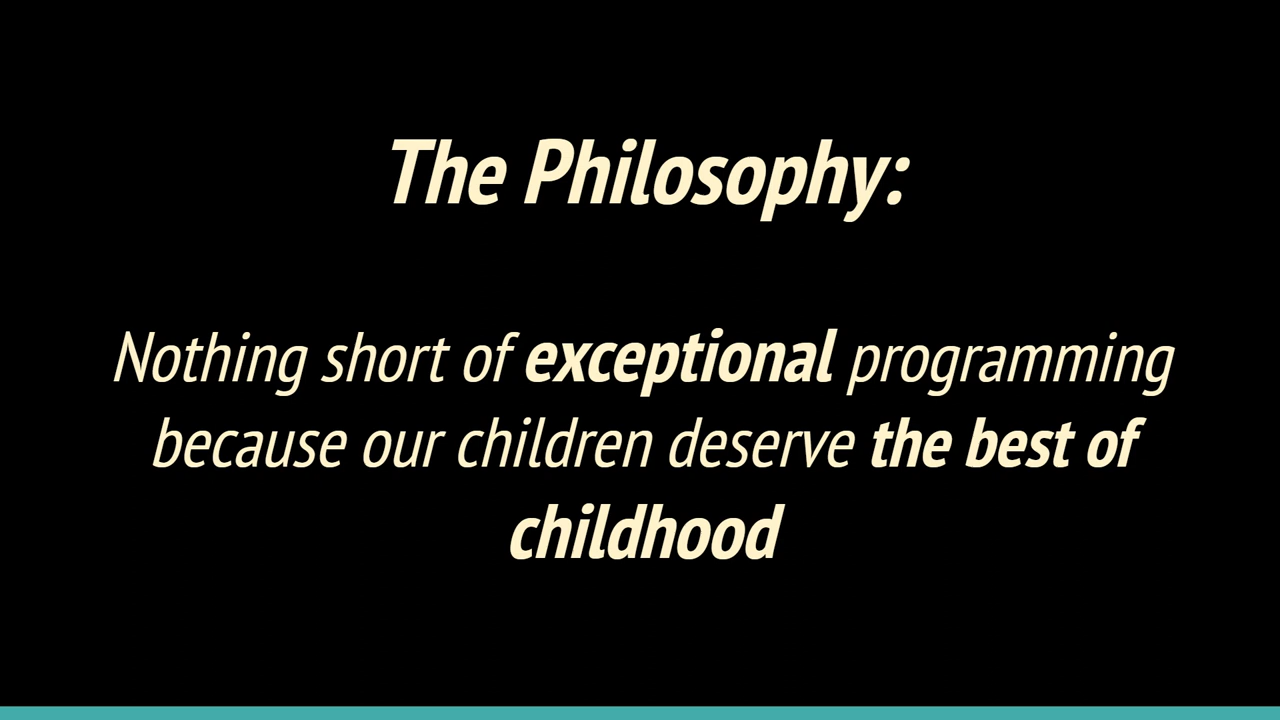 The Philosophy:
Nothing short of exceptional programming
because our children deserve the best of
childhood